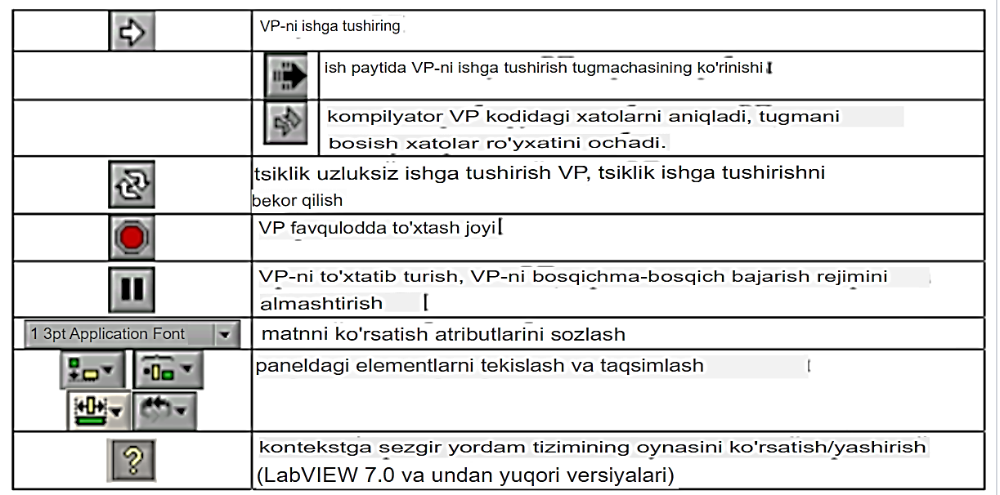 VP-ni ishga tushiring
ish paytida VP-ni ishga tushirish tugmachasining ko'rinishi
kompilyator VP kodidagi xatolarni aniqladi, tugmani
bosish xatolar ro'yxatini ochadi.
tsiklik uzluksiz ishga tushirish VP, tsiklik ishga tushirishni
bekor qilish
VP favqulodda to'xtash joyi
VP-ni to'xtatib turish, VP-ni bosqichma-bosqich bajarish rejimini
almashtirish
1 3pt Application Font
matnni ko'rsatish atributlarini sozlash
paneldagi elementlarni tekislash va taqsimlash
?
kontekstga sezgir yordam tizimining oynasini ko'rsatish/yashirish
(LabVIEW 7.0 va undan yuqori versiyalari)